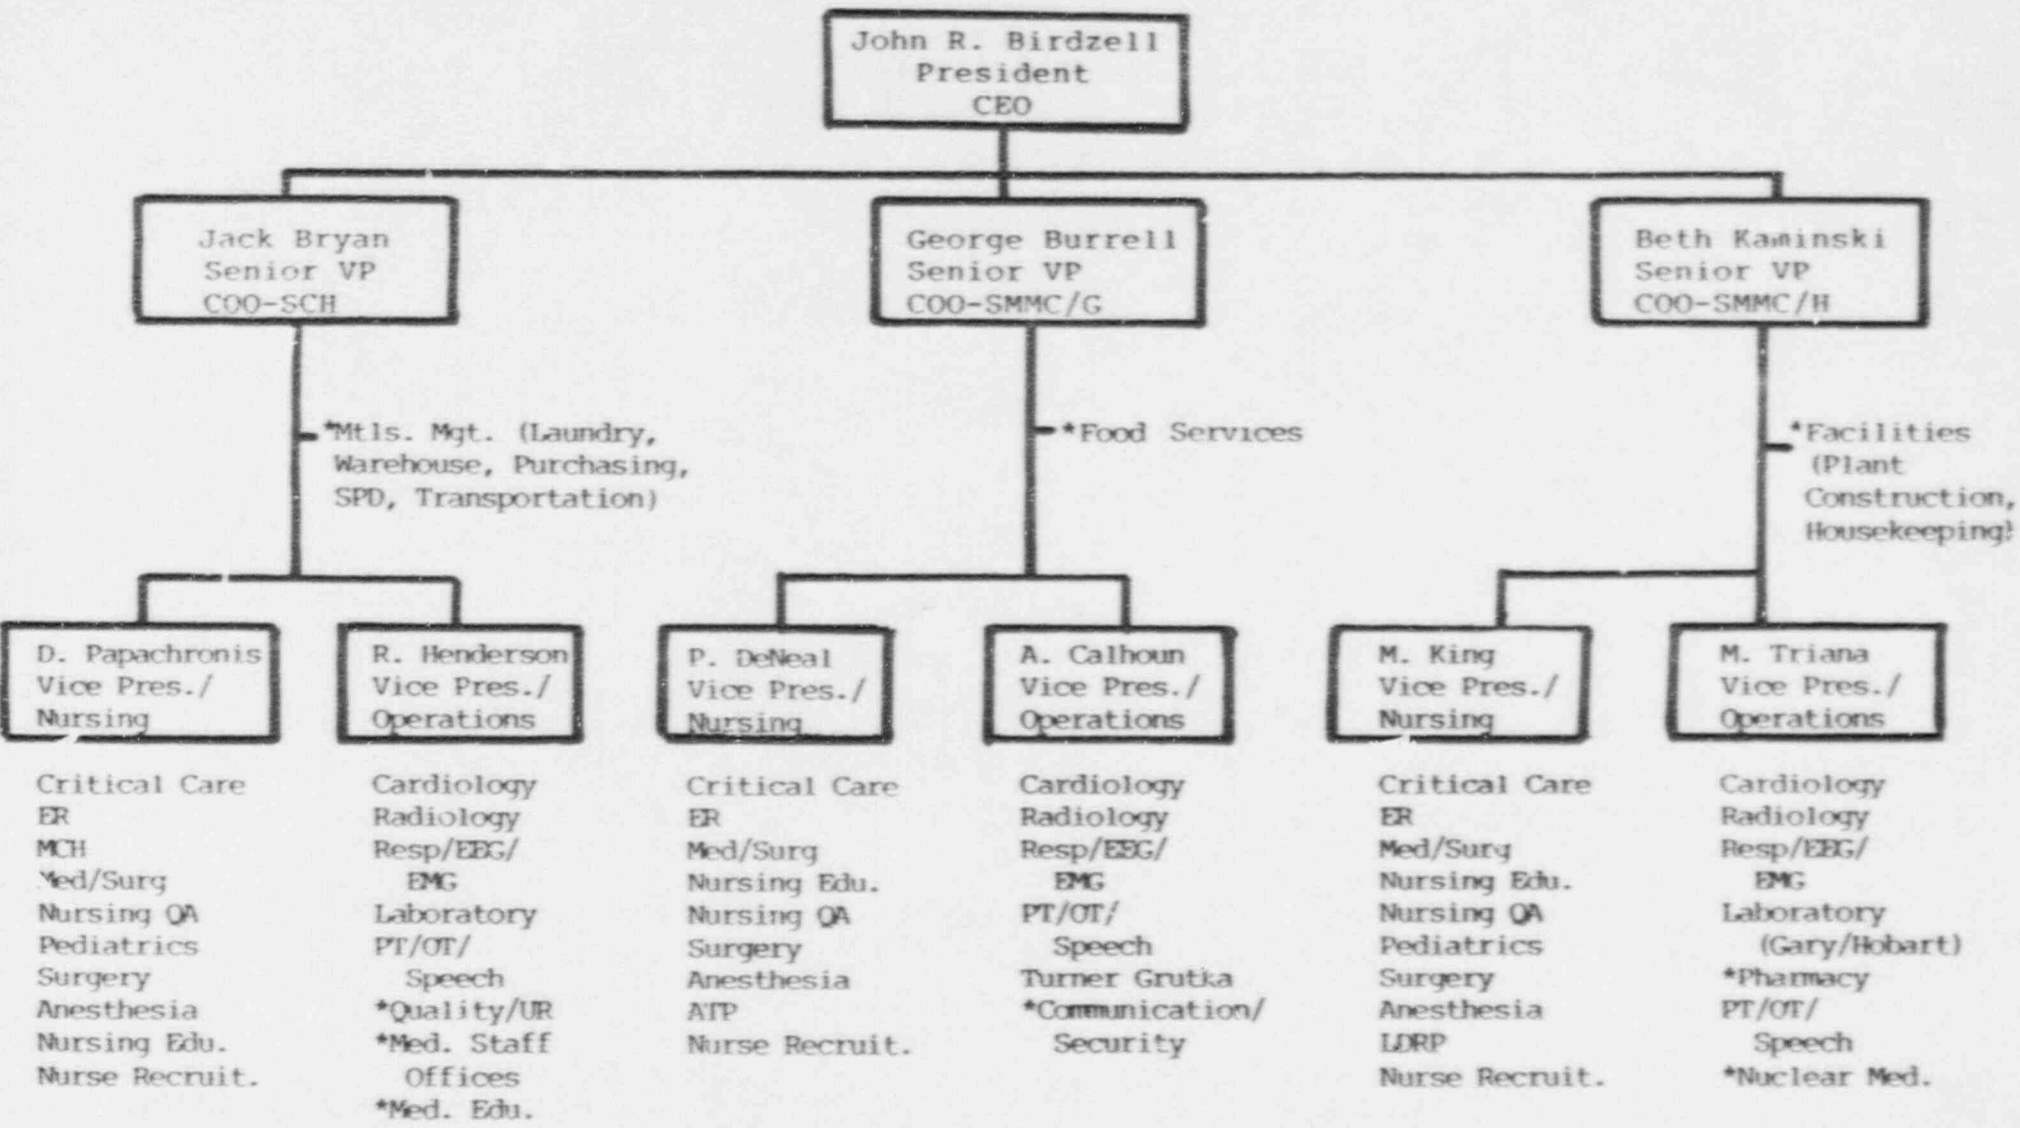 John R. Birdzell
President
CEO
Jack Bryan
Senior VP
COO-SCH
George Burrell
Senior VP
COO-SMMC/G
Beth Kaminski
Senior VP
COO-SMMC/H
*Mtls. Mgt. (Laundry,
Warehouse, Purchasing,
SPD, Transportation)
*Food Services
*Facilities
(Plant
Construction,
Housekeeping)
D. Papachronis
Vice Pres./
Nursing
R. Henderson
Vice Pres./
Operations
P. DeNeal
Vice Pres./
Nursing
A. Calhoun
Vice Pres./
Operations
M. King
Vice Pres./
Nursing
M. Triana
Vice Pres./
Operations
Critical Care
ER
MCH
Med/Surg
Nursing QA
Pediatrics
Surgery
Anesthesia
Nursing Edu.
Nurse Recruit.
Cardiology
Radiology
Resp/EEG/
EMG
Laboratory
PT/OT/
Speech
*Quality/UR
*Med. Staff
Offices
*Med. Edu.
Critical Care
ER
Med/Surg
Nursing Edu.
Nursing QA
Surgery
Anesthesia
ATP
Nurse Recruit.
Cardiology
Radiology
Resp/EEG/
EMG
PT/OT/
Speech
Turner Grutka
*Communication/
Security
Critical Care
ER
Med/Surg
Nursing Edu.
Nursing QA
Pediatrics
Surgery
Anesthesia
LDRP
Nurse Recruit.
Cardiology
Radiology
Resp/EEG/
EMG
Laboratory
(Gary/Hobart)
*Pharmacy
PT/OT/
Speech
*Nuclear Med.